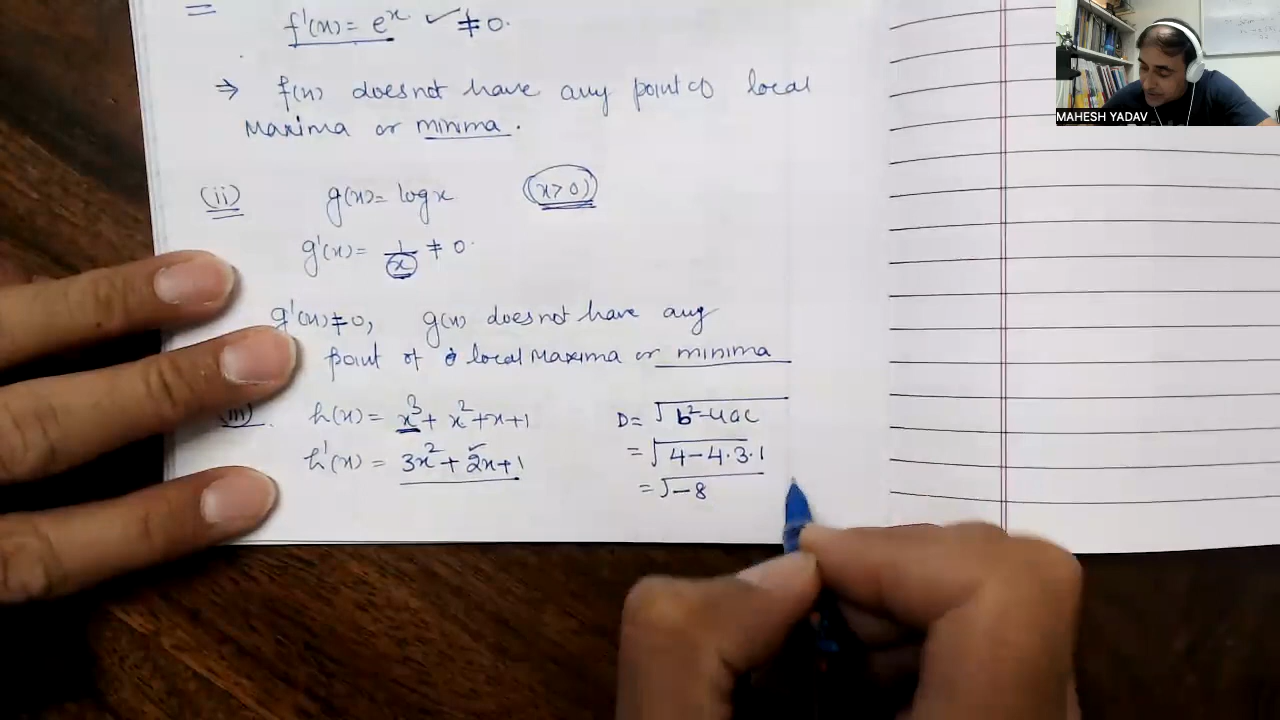 f'(x) = e^x ✓ ≠ 0.
⇒ f(x) does not have any point of local
Maxima or minima.
(ii) g(x) = log x (x>0)
g'(x) = 1/x ≠ 0.
g'(x) ≠ 0, g(x) does not have any
point of local Maxima or minima
(iii) h(x) = x³ + x² + x + 1
h'(x) = 3x² + 2x + 1
D = √b²-4ac
= √4-4·3·1
= √-8
MAHESH YADAV